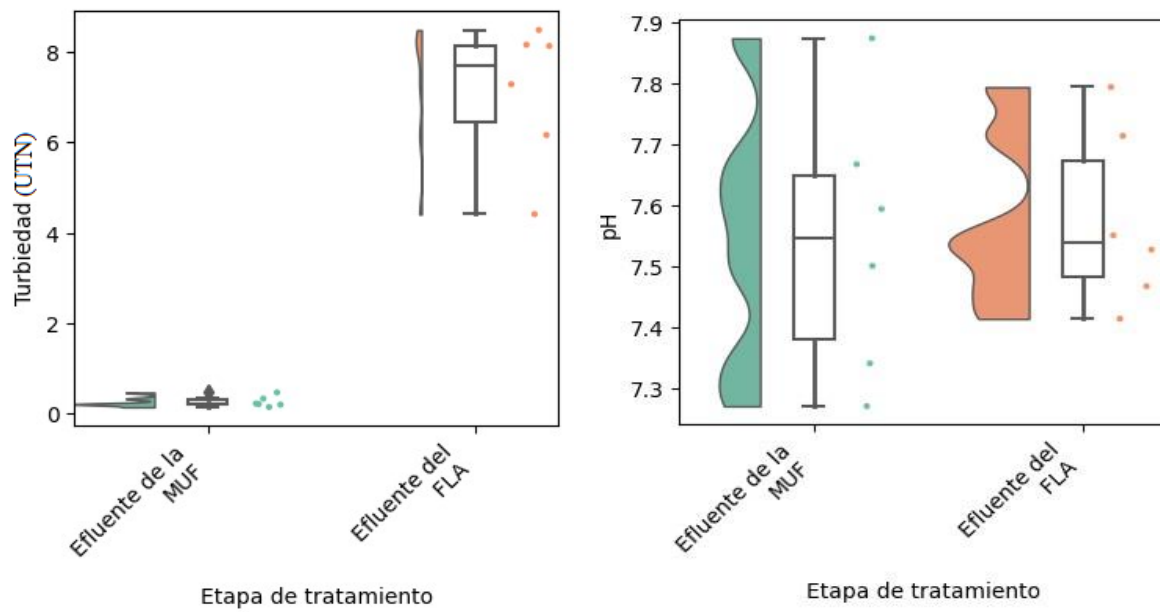 Turbiedad (UTN)
8
6
4
2
0
Efluente de la
MUF
Efluente del
FLA
Etapa de tratamiento
pH
7.9
7.8
7.7
7.6
7.5
7.4
7.3
Efluente de la
MUF
Efluente del
FLA
Etapa de tratamiento